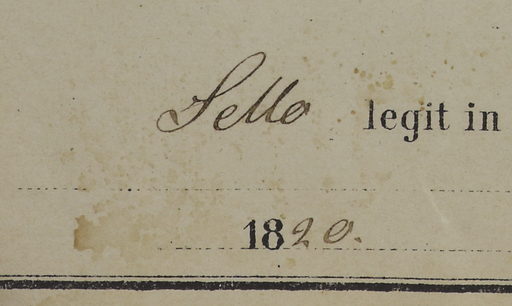 Sello legit in
1820.